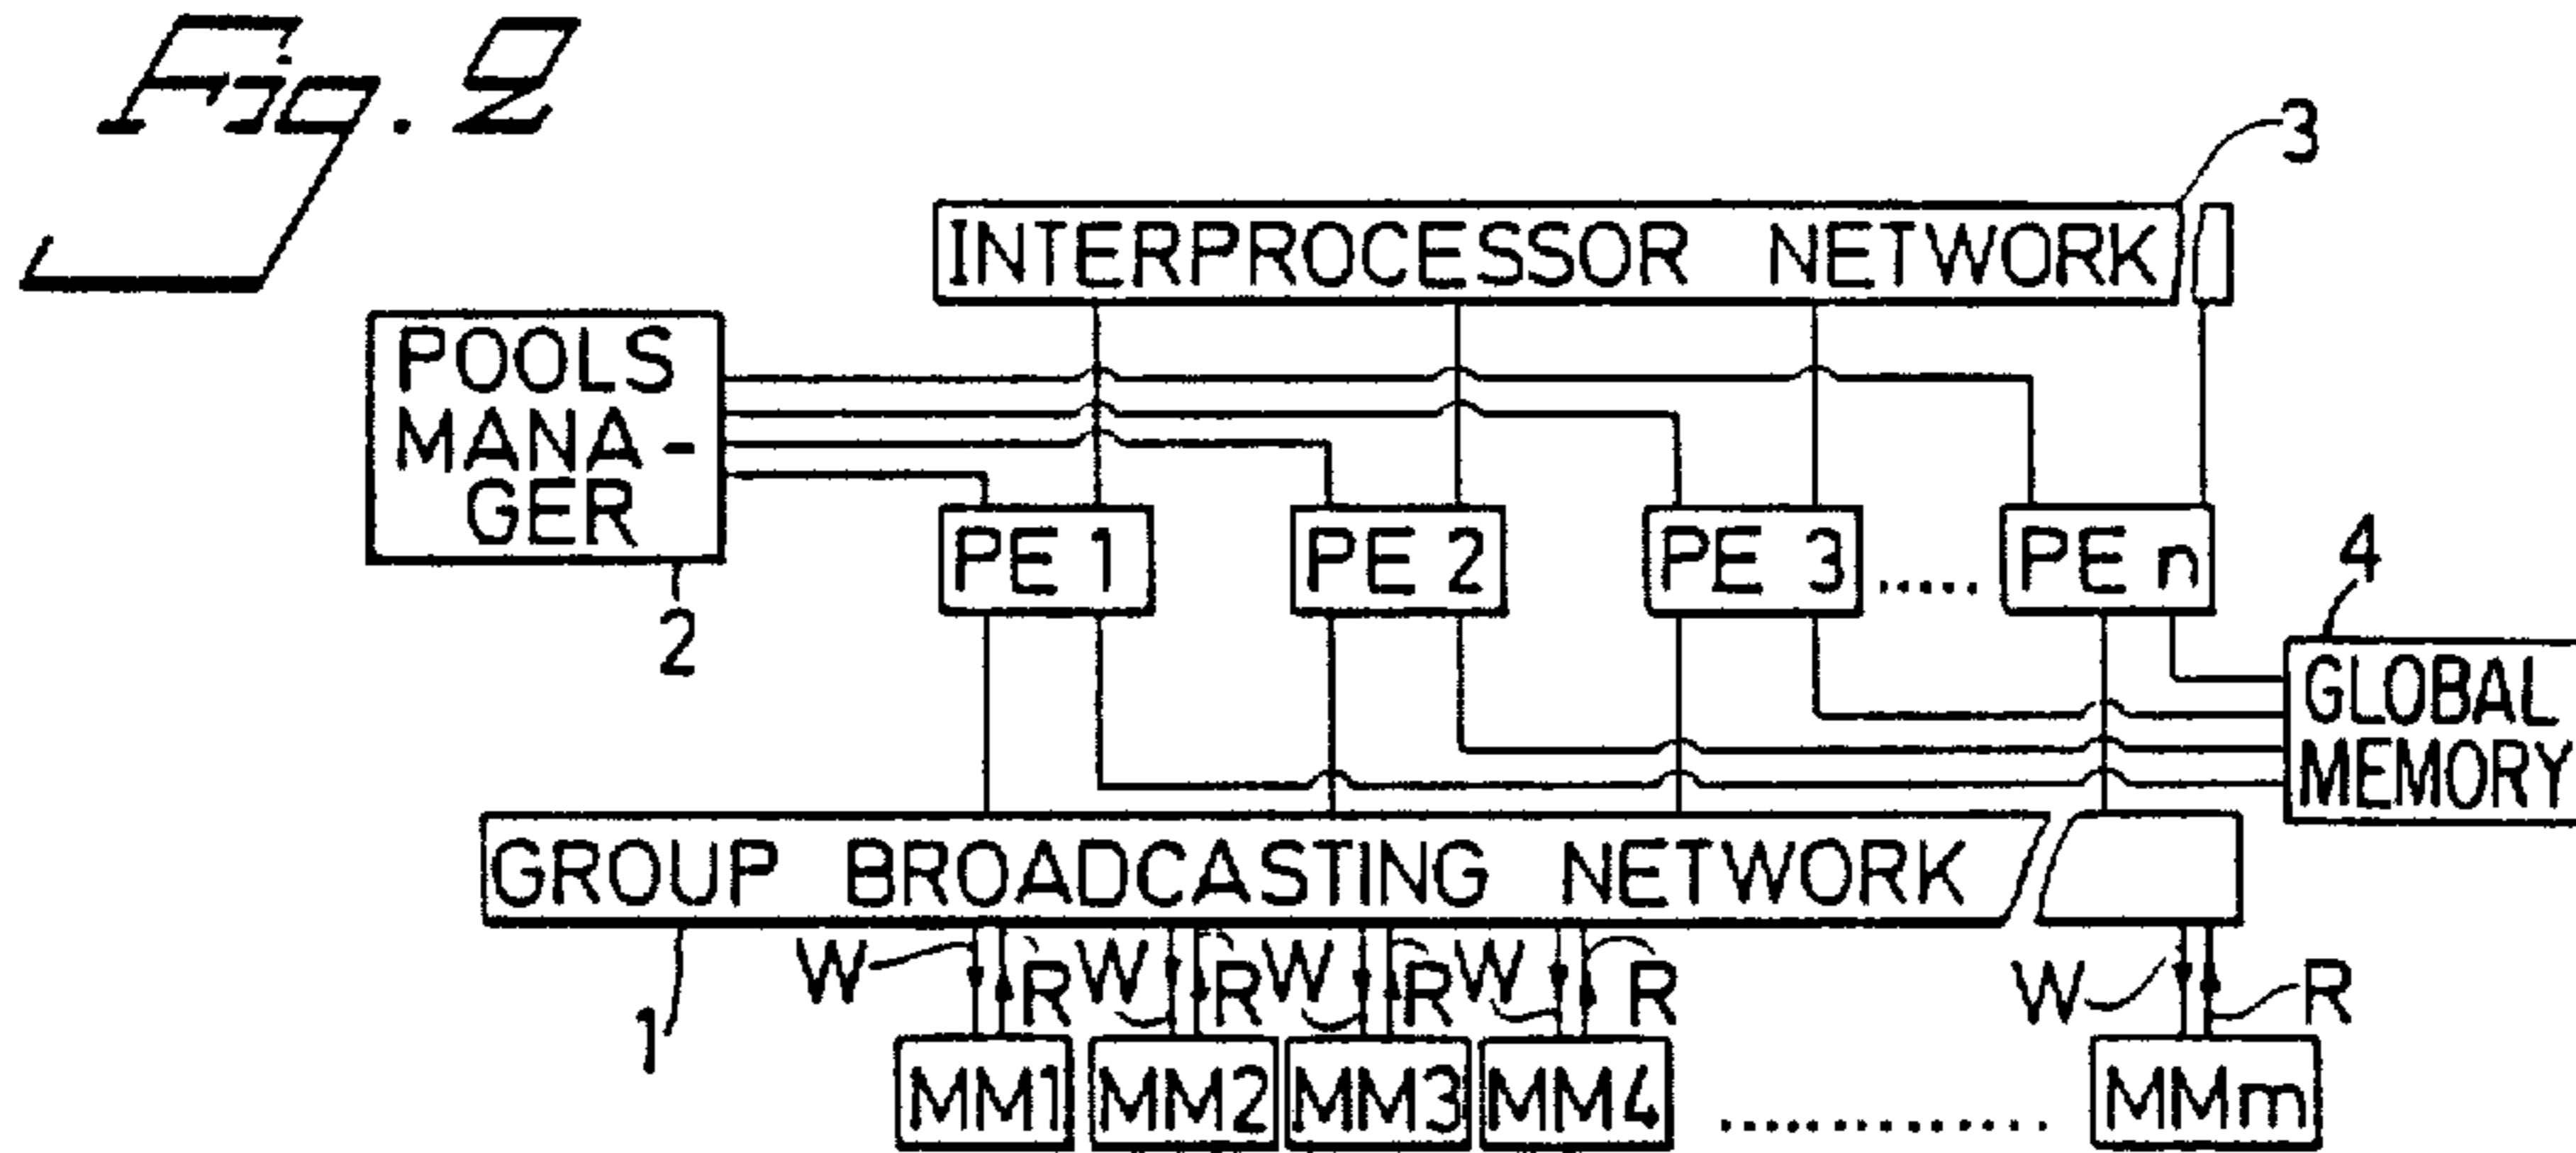 Fig. 2
3
INTERPROCESSOR NETWORK
POOLS
MANA-
GER
2
PE 1
PE 2
PE 3 .....
PE n
4
GLOBAL
MEMORY
GROUP BROADCASTING NETWORK
1
W R W R W R W R W R
MM1 MM2 MM3 MM4 .............. MMm